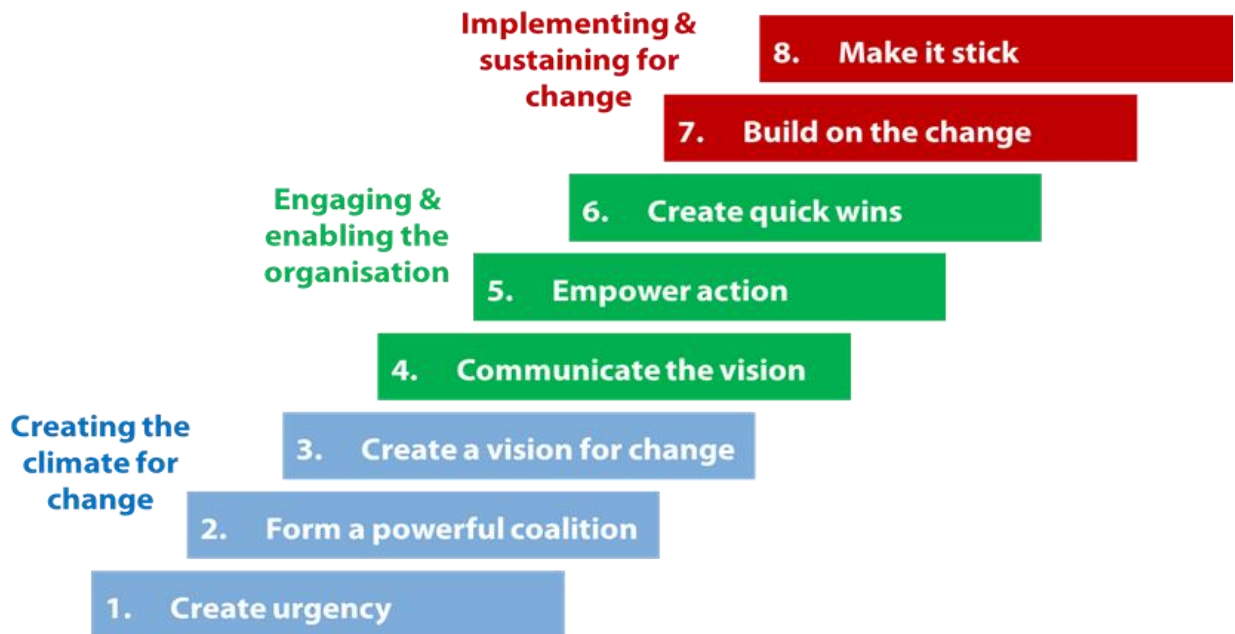 Implementing &
sustaining for
change
8. Make it stick
7. Build on the change
Engaging &
enabling the
organisation
6. Create quick wins
5. Empower action
4. Communicate the vision
Creating the
climate for
change
3. Create a vision for change
2. Form a powerful coalition
1. Create urgency